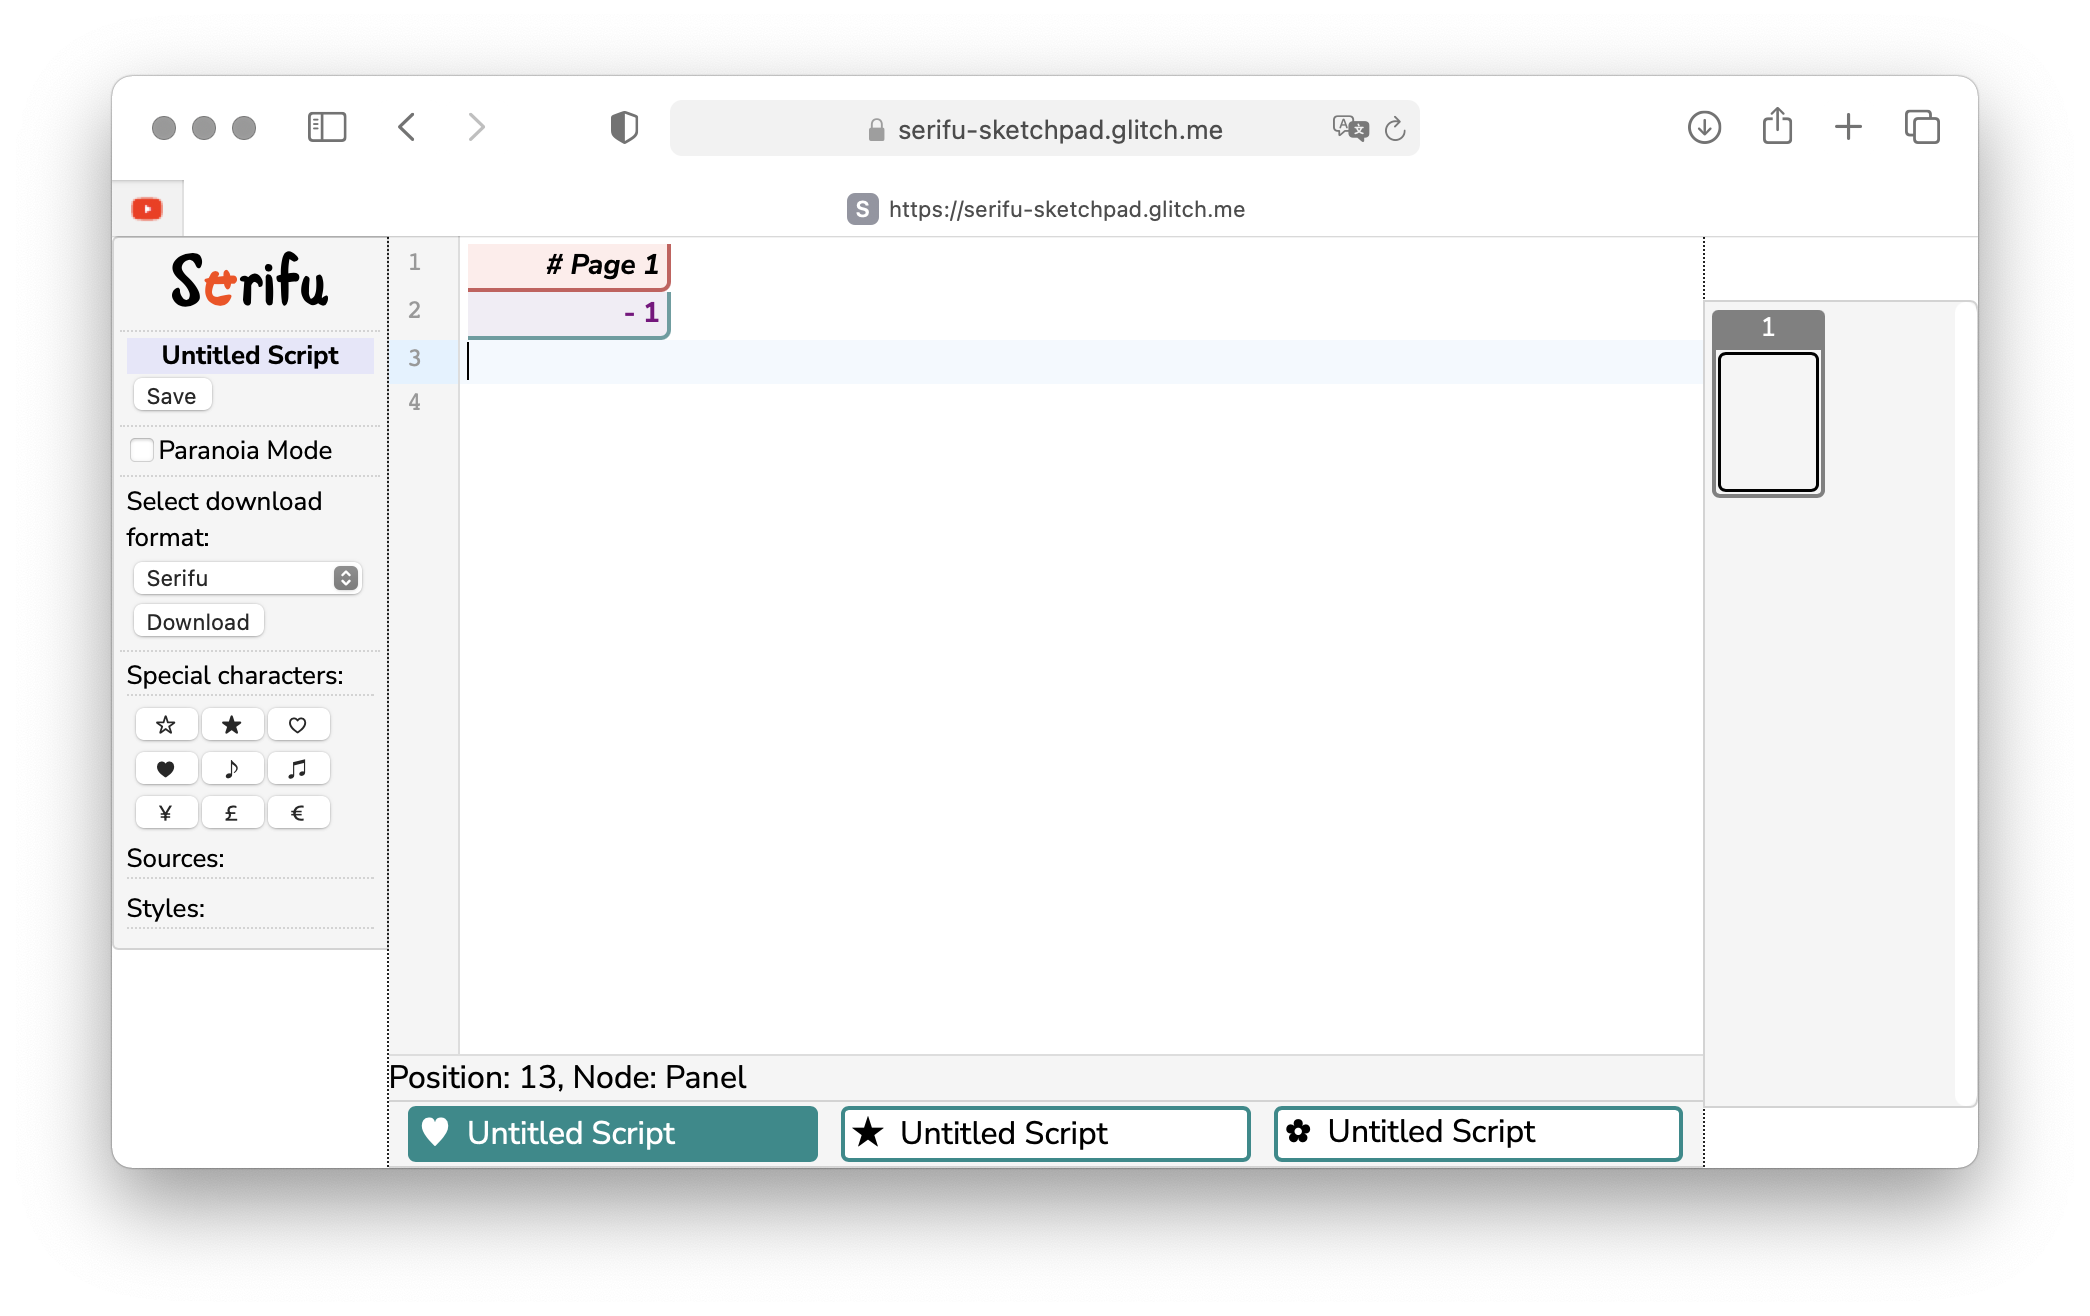 serifu-sketchpad.glitch.me
S https://serifu-sketchpad.glitch.me
Serifu
Untitled Script
Save
Paranoia Mode
Select download
format:
Serifu
Download
Special characters:
☆ ★ ♡
♥ ♪ ♫
¥ £ €
Sources:
Styles:
1 # Page 1
2 - 1
3
4
Position: 13, Node: Panel
♥ Untitled Script
★ Untitled Script
✿ Untitled Script
1